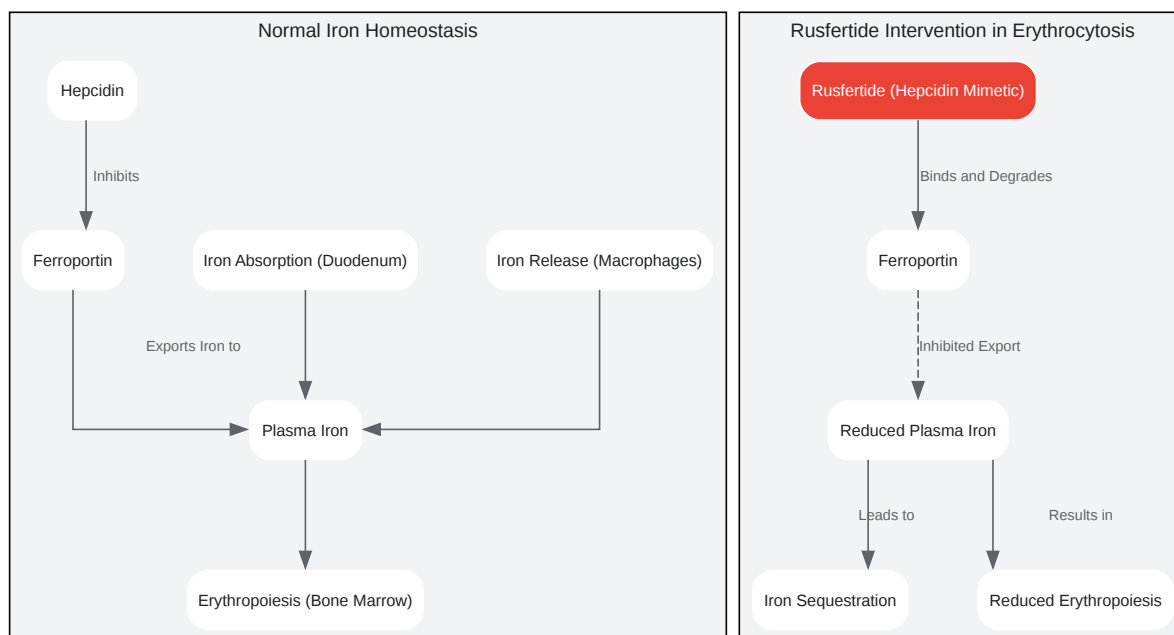 Normal Iron Homeostasis
Hepcidin
Inhibits
Ferroportin
Iron Absorption (Duodenum)
Iron Release (Macrophages)
Exports Iron to
Plasma Iron
Erythropoiesis (Bone Marrow)
Rusfertide Intervention in Erythrocytosis
Rusfertide (Hepcidin Mimetic)
Binds and Degrades
Ferroportin
Inhibited Export
Reduced Plasma Iron
Leads to
Results in
Iron Sequestration
Reduced Erythropoiesis